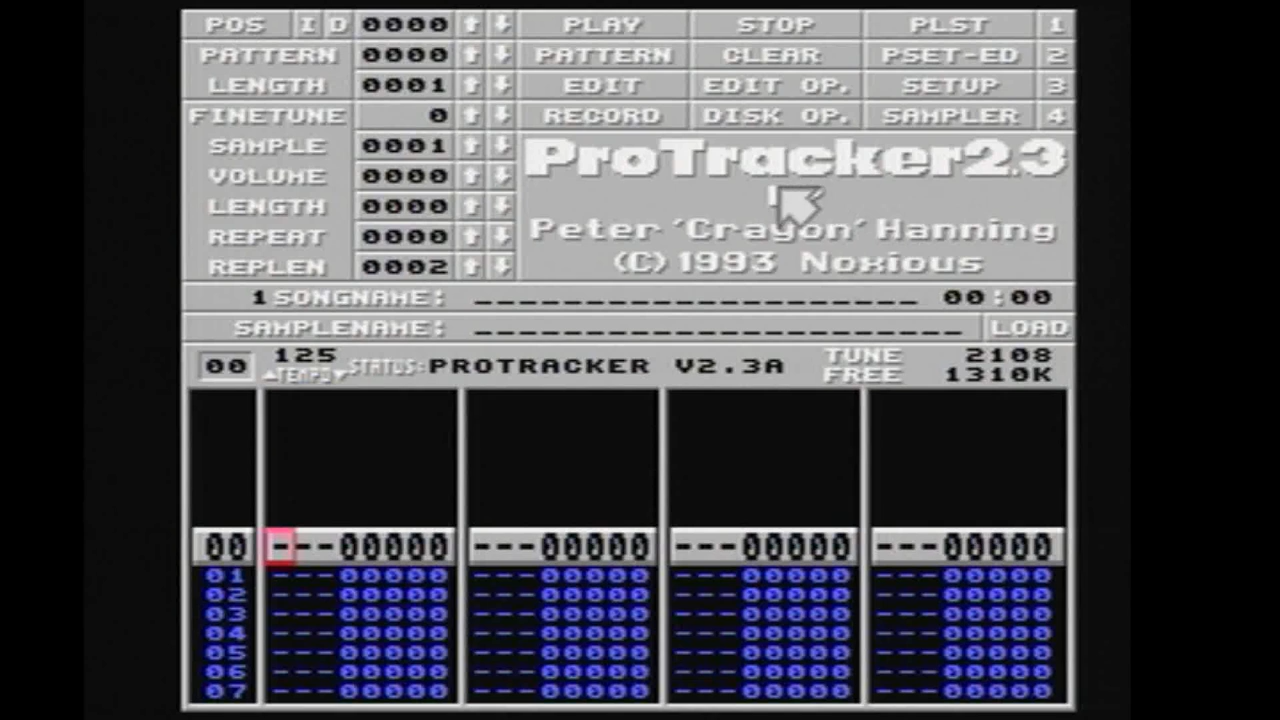 POS I D 0000 PLAY STOP PLST 1
PATTERN 0000 PATTERN CLEAR PSET-ED 2
LENGTH 0001 EDIT EDIT OP. SETUP 3
FINETUNE 0 RECORD DISK OP. SAMPLER 4
SAMPLE 0001
ProTracker2.3
VOLUME 0000
LENGTH 0000
Peter 'Crayon' Hanning
REPEAT 0000
REPLEN 0002
(C) 1993 Noxious
1 SONGNAME: ____________________ 00:00
SAMPLENAME: ______________________ LOAD
00 125 TEMPO STATUS: PROTRACKER V2.3A TUNE 2108
FREE 1310K
00 ---00000 ---00000 ---00000 ---00000
01 ---00000 ---00000 ---00000 ---00000
02 ---00000 ---00000 ---00000 ---00000
03 ---00000 ---00000 ---00000 ---00000
04 ---00000 ---00000 ---00000 ---00000
05 ---00000 ---00000 ---00000 ---00000
06 ---00000 ---00000 ---00000 ---00000
07 ---00000 ---00000 ---00000 ---00000